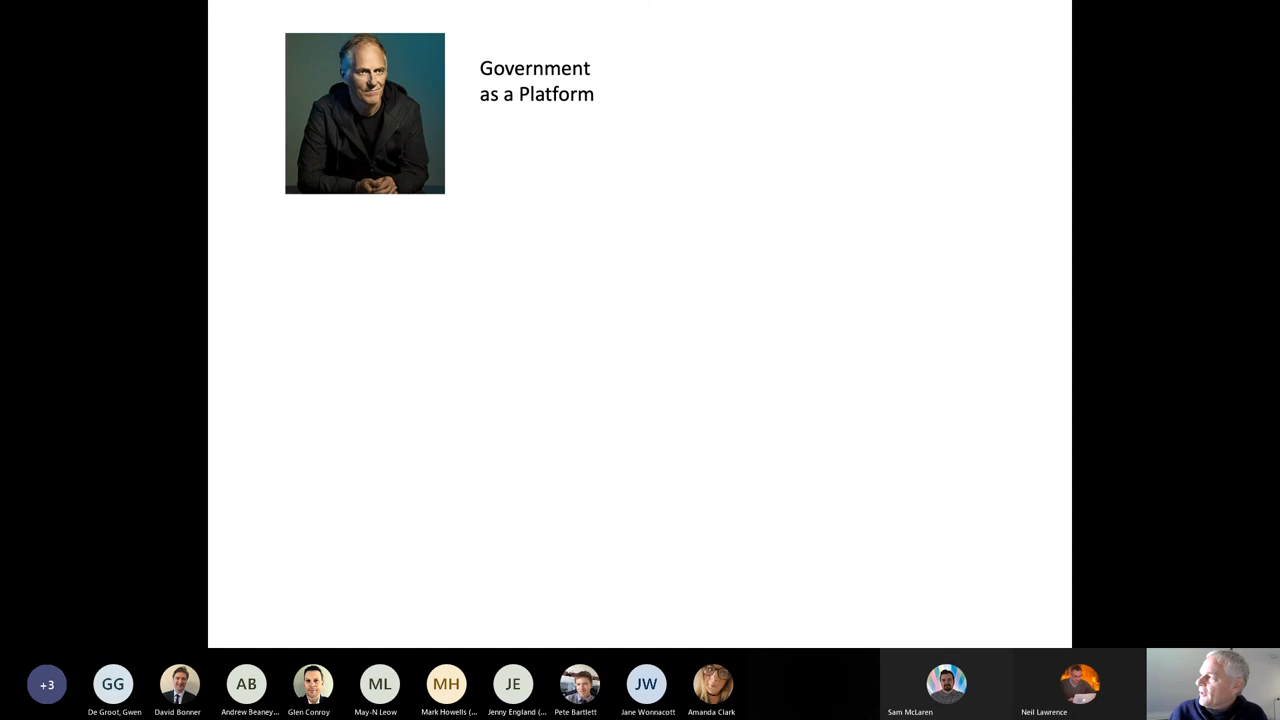 Government
as a Platform
+3
GG
AB
ML
MH
JE
JW
De Groot, Gwen
David Bonner
Andrew Beaney...
Glen Conroy
May-N Leow
Mark Howells (...
Jenny England (...
Pete Bartlett
Jane Wonnacott
Amanda Clark
Sam McLaren
Neil Lawrence